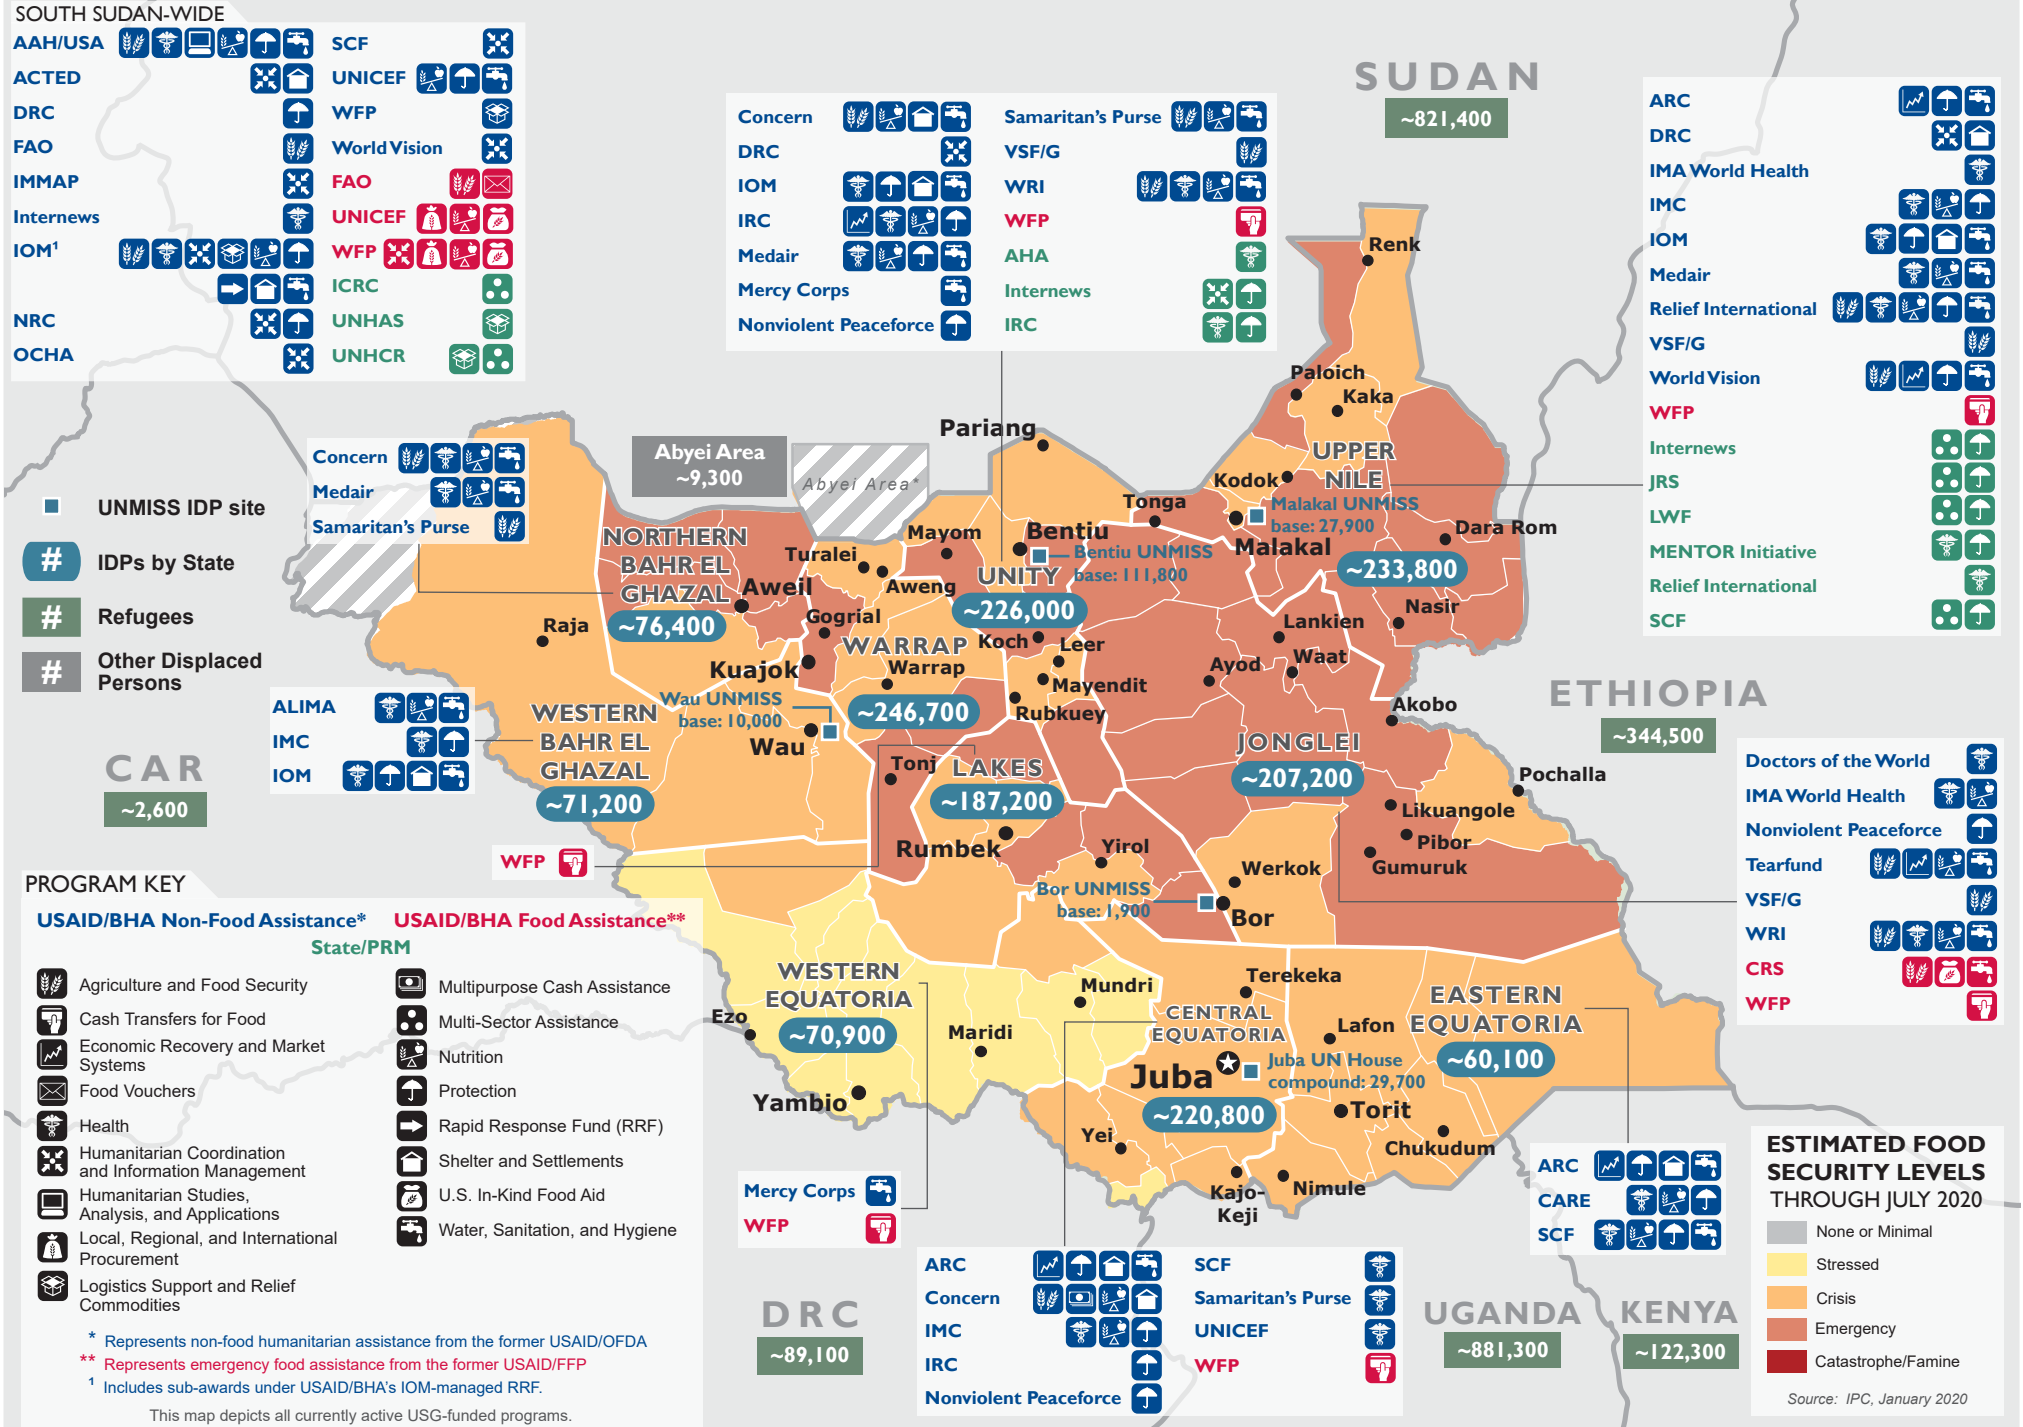 SOUTH SUDAN-WIDE
AAH/USA
ACTED
DRC
FAO
IMMAP
Internews
IOM¹
NRC
OCHA
SCF
UNICEF
WFP
World Vision
FAO
UNICEF
WFP
ICRC
UNHAS
UNHCR
Concern
DRC
IOM
IRC
Medair
Mercy Corps
Nonviolent Peaceforce
Samaritan's Purse
VSF/G
WRI
WFP
AHA
Internews
IRC
SUDAN
~821,400
ARC
DRC
IMA World Health
IMC
IOM
Medair
Relief International
VSF/G
World Vision
WFP
Internews
JRS
LWF
MENTOR Initiative
Relief International
SCF
Concern
Medair
Samaritan's Purse
Abyei Area
~9,300
Abyei Area*
UNMISS IDP site
# IDPs by State
# Refugees
# Other Displaced
Persons
Renk
Paloich
Kaka
UPPER
NILE
Kodok
Malakal UNMISS
base: 27,900
Malakal
Tonga
Dara Rom
~233,800
Nasir
Pariang
Mayom
Bentiu
Bentiu UNMISS
base: 111,800
UNITY
~226,000
Koch
Leer
Mayendit
Rubkuey
NORTHERN
BAHR EL
GHAZAL
~76,400
Aweil
Turalei
Aweng
Gogrial
WARRAP
Warrap
Kuajok
~246,700
Tonj
Raja
Wau UNMISS
base: 10,000
Wau
WESTERN
BAHR EL
GHAZAL
~71,200
ALIMA
IMC
IOM
CAR
~2,600
Lankien
Waat
Ayod
Akobo
JONGLEI
~207,200
Pochalla
Likuangole
Pibor
Gumuruk
Werkok
Bor UNMISS
base: 1,900
Bor
LAKES
~187,200
Rumbek
Yirol
WFP
ETHIOPIA
~344,500
Doctors of the World
IMA World Health
Nonviolent Peaceforce
Tearfund
VSF/G
WRI
CRS
WFP
WESTERN
EQUATORIA
~70,900
Ezo
Yambio
Maridi
Mundri
Mercy Corps
WFP
CENTRAL
EQUATORIA
Terekeka
Juba
Juba UN House
compound: 29,700
~220,800
Yei
Kajo-
Keji
EASTERN
EQUATORIA
~60,100
Lafon
Torit
Chukudum
Nimule
ARC
CARE
SCF
ARC
Concern
IMC
IRC
Nonviolent Peaceforce
SCF
Samaritan's Purse
UNICEF
WFP
DRC
~89,100
UGANDA
~881,300
KENYA
~122,300
PROGRAM KEY
USAID/BHA Non-Food Assistance*
USAID/BHA Food Assistance**
State/PRM
Agriculture and Food Security
Cash Transfers for Food
Economic Recovery and Market
Systems
Food Vouchers
Health
Humanitarian Coordination
and Information Management
Humanitarian Studies,
Analysis, and Applications
Local, Regional, and International
Procurement
Logistics Support and Relief
Commodities
Multipurpose Cash Assistance
Multi-Sector Assistance
Nutrition
Protection
Rapid Response Fund (RRF)
Shelter and Settlements
U.S. In-Kind Food Aid
Water, Sanitation, and Hygiene
* Represents non-food humanitarian assistance from the former USAID/OFDA
** Represents emergency food assistance from the former USAID/FFP
¹ Includes sub-awards under USAID/BHA's IOM-managed RRF.
This map depicts all currently active USG-funded programs.
ESTIMATED FOOD
SECURITY LEVELS
THROUGH JULY 2020
None or Minimal
Stressed
Crisis
Emergency
Catastrophe/Famine
Source: IPC, January 2020